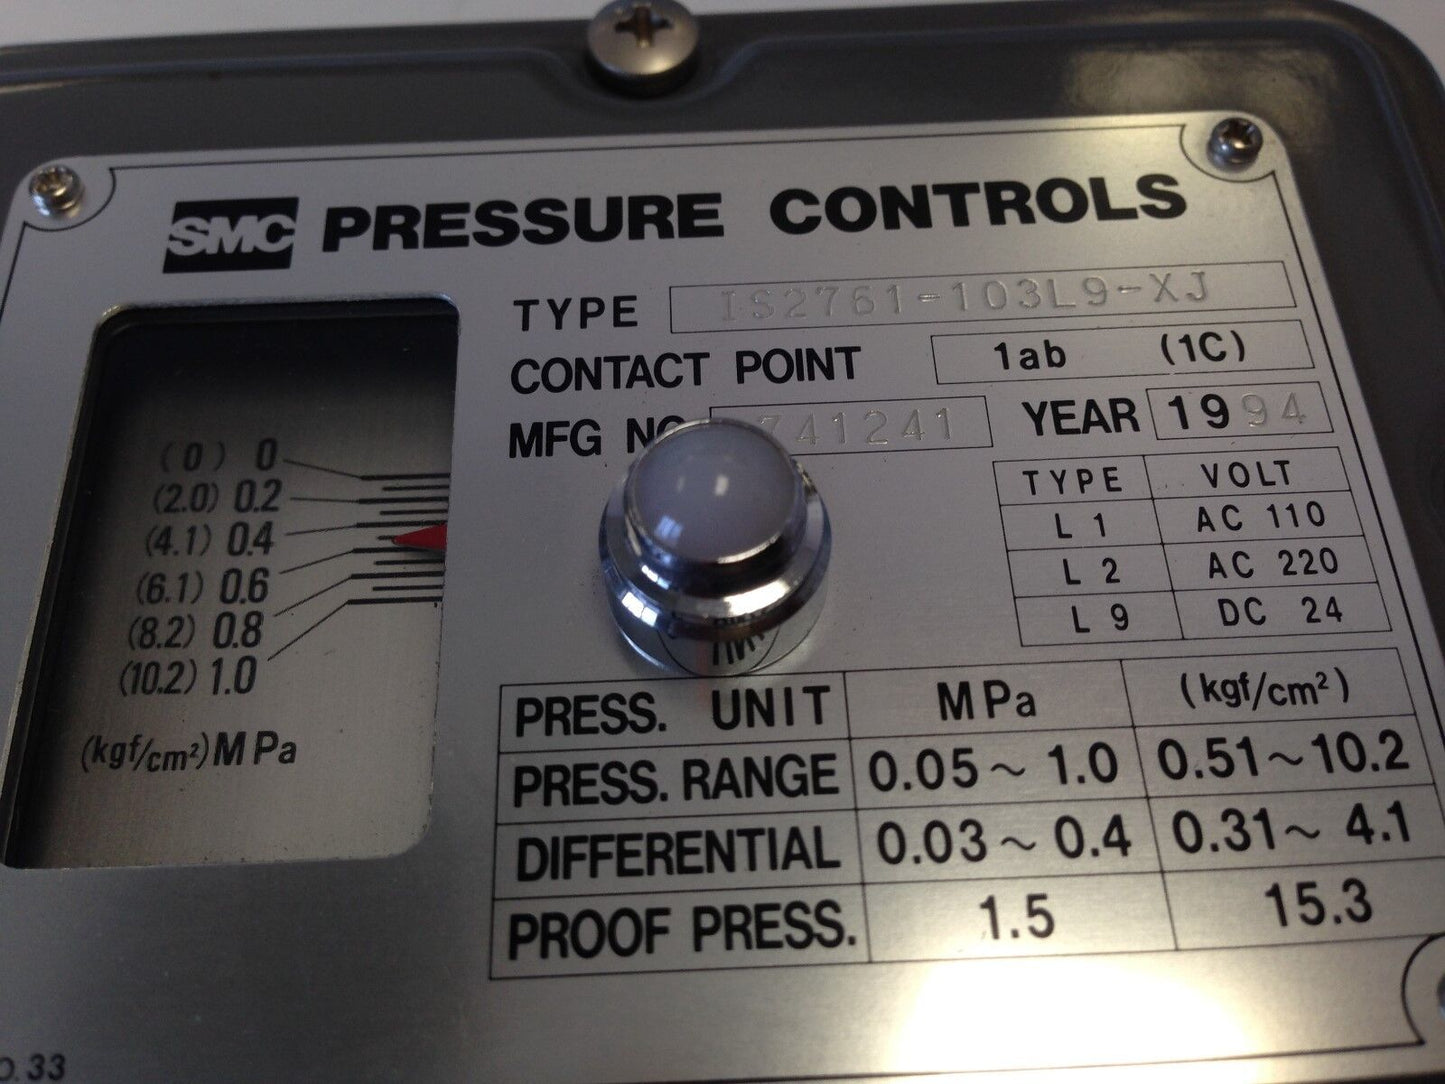 SMC PRESSURE CONTROLS
TYPE IS2761-103L9-XJ
CONTACT POINT 1ab (1C)
MFG 741241 YEAR 1994
TYPE VOLT
L1 AC 110
L2 AC 220
L9 DC 24
(0) 0
(2.0) 0.2
(4.1) 0.4
(6.1) 0.6
(8.2) 0.8
(10.2) 1.0
(kgf/cm²) MPa
PRESS. UNIT MPa (kgf/cm²)
PRESS. RANGE 0.05~1.0 0.51~10.2
DIFFERENTIAL 0.03~0.4 0.31~4.1
PROOF PRESS. 1.5 15.3
33